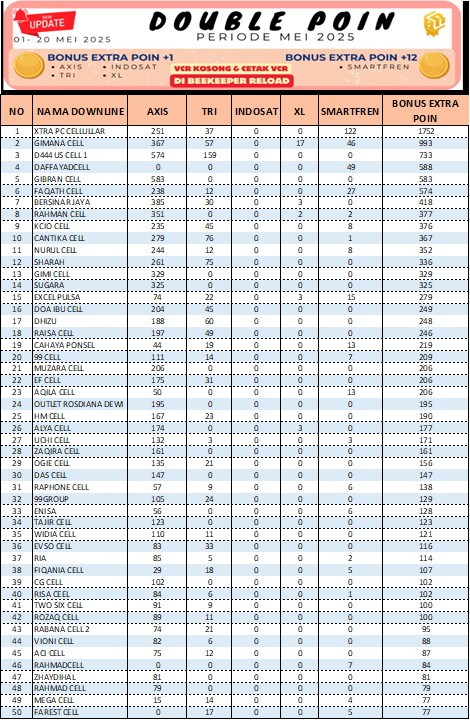 NEW
UPDATE
DOUBLE POIN
01- 20 MEI 2025
PERIODE MEI 2025
BONUS EXTRA POIN +1
• AXIS • INDOSAT
• TRI • XL
VCR KOSONG & CETAK VCR
DI BEEKEEPER RELOAD
BONUS EXTRA POIN +12
• SMARTFREN
NO NAMA DOWNLINE AXIS TRI INDOSAT XL SMARTFREN BONUS EXTRA POIN
1 XTRA PC CELLULLAR 251 37 0 0 122 1752
2 GIMANA CELL 367 57 0 17 46 993
3 D444 US CELL 1 574 159 0 0 0 733
4 DAFFAYADCELL 0 0 0 0 49 588
5 GIBRAN CELL 583 0 0 0 0 583
6 FAQATH CELL 238 12 0 0 27 574
7 BERSINAR JAYA 385 30 0 3 0 418
8 RAHMAN CELL 351 0 0 2 2 377
9 KCIO CELL 235 45 0 0 8 376
10 CANTIKA CELL 279 76 0 0 1 367
11 NURUL CELL 244 12 0 0 8 352
12 SHARAH 261 75 0 0 0 336
13 GIMI CELL 329 0 0 0 0 329
14 SUGARA 325 0 0 0 0 325
15 EXCEL PULSA 74 22 0 3 15 279
16 DOA IBU CELL 204 45 0 0 0 249
17 DHIZU 188 60 0 0 0 248
18 RAISA CELL 197 49 0 0 0 246
19 CAHAYA PONSEL 44 19 0 0 13 219
20 99 CELL 111 14 0 0 7 209
21 MUZARA CELL 206 0 0 0 0 206
22 EF CELL 175 31 0 0 0 206
23 AQILA CELL 50 0 0 0 13 206
24 OUTLET ROSDIANA DEWI 195 0 0 0 0 195
25 HM CELL 167 23 0 0 0 190
26 ALYA CELL 174 0 0 3 0 177
27 UCHI CELL 132 3 0 0 3 171
28 ZAQIRA CELL 161 0 0 0 0 161
29 OGIE CELL 135 21 0 0 0 156
30 DAS CELL 147 0 0 0 0 147
31 RAPHONE CELL 57 9 0 0 6 138
32 99GROUP 105 24 0 0 0 129
33 ENISA 56 0 0 0 6 128
34 TAJIR CELL 123 0 0 0 0 123
35 WIDIA CELL 110 11 0 0 0 121
36 EVSO CELL 83 33 0 0 0 116
37 RIA 85 5 0 0 2 114
38 FIQANIA CELL 29 18 0 0 5 107
39 CG CELL 102 0 0 0 0 102
40 RISA CELL 84 6 0 0 1 102
41 TWO SIX CELL 91 9 0 0 0 100
42 ROZAQ CELL 89 11 0 0 0 100
43 RABANA CELL 2 74 21 0 0 0 95
44 VIONI CELL 82 6 0 0 0 88
45 ACI CELL 75 12 0 0 0 87
46 RAHMADCELL 0 0 0 0 7 84
47 ZHAYDIHAL 81 0 0 0 0 81
48 RAHMAD CELL 79 0 0 0 0 79
49 MEGA CELL 15 14 0 0 4 77
50 FAREST CELL 0 17 0 0 5 77